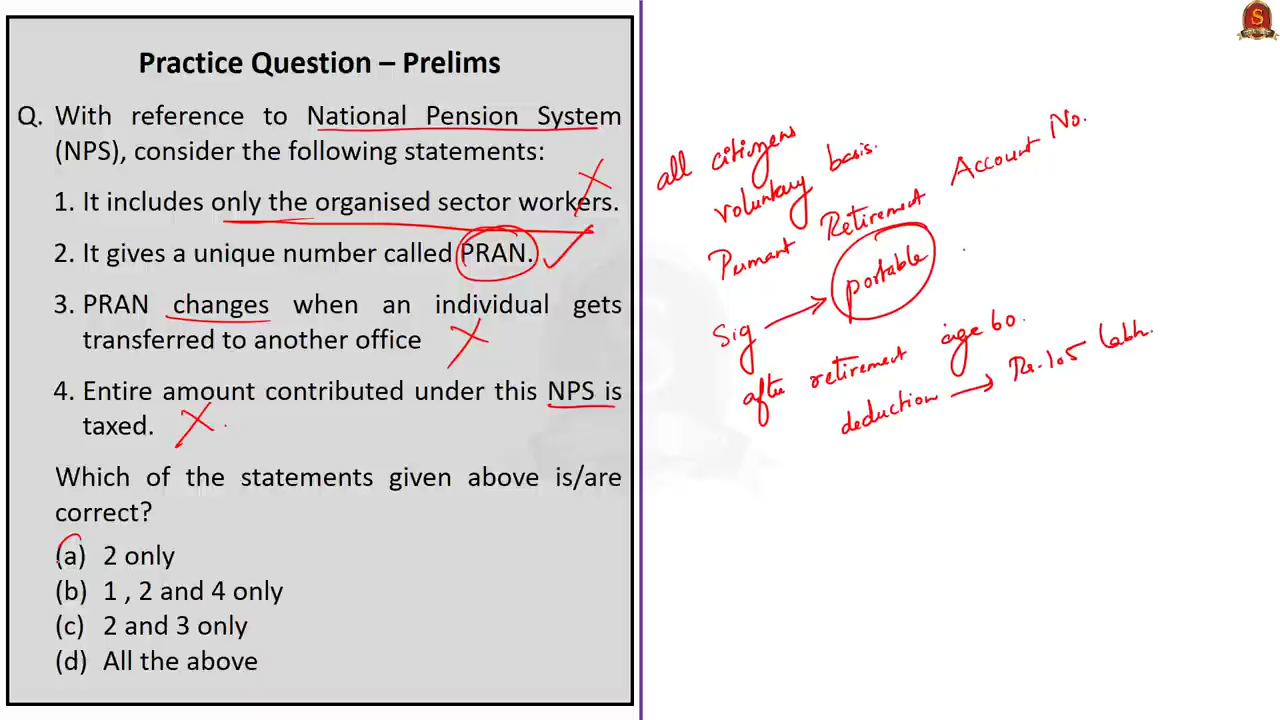 Practice Question – Prelims
Q. With reference to National Pension System
(NPS), consider the following statements:
1. It includes only the organised sector workers.
2. It gives a unique number called PRAN.
3. PRAN changes when an individual gets
transferred to another office
4. Entire amount contributed under this NPS is
taxed.
Which of the statements given above is/are
correct?
(a) 2 only
(b) 1 , 2 and 4 only
(c) 2 and 3 only
(d) All the above
all citizens
voluntary basis.
Retirement Account No.
portable
after retirement age 60.
deduction → Rs. 1.5 lakh.
S